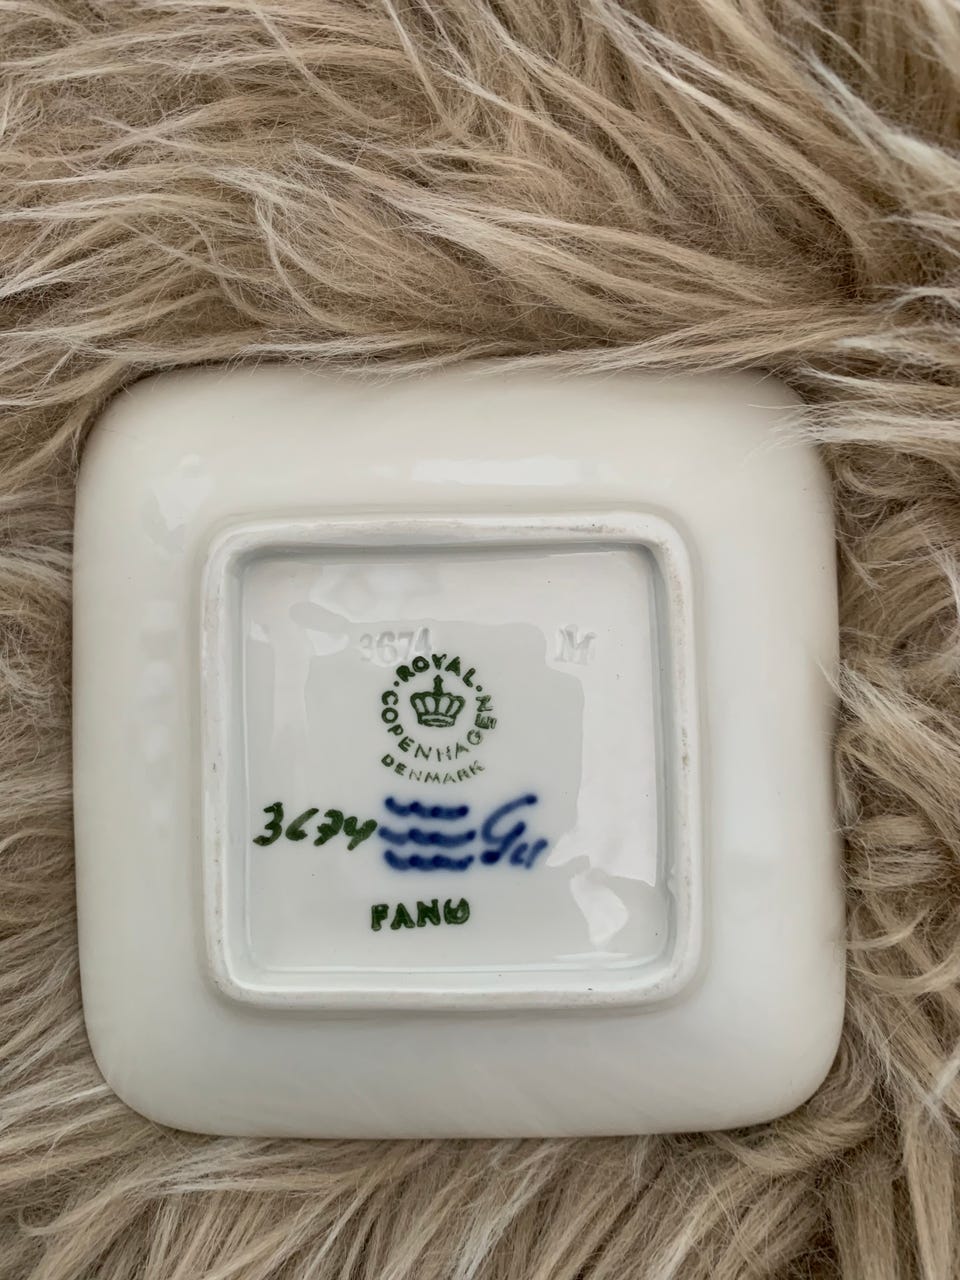 3674 M
ROYAL COPENHAGEN
DENMARK
3674
FANØ